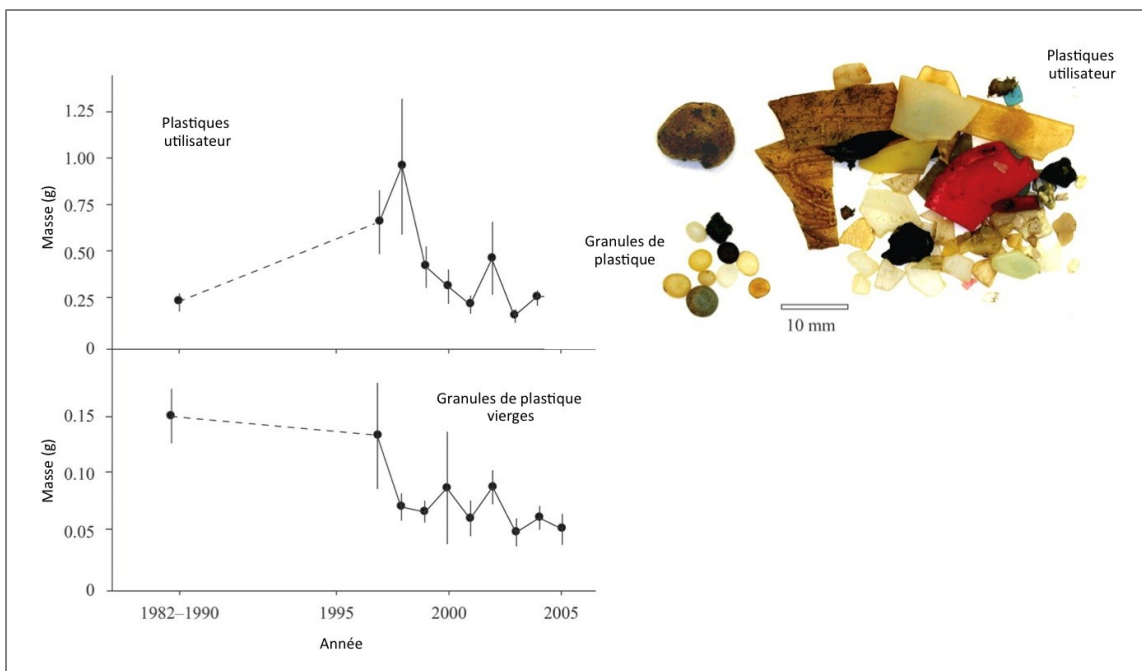 Plastiques
utilisateur
Masse (g)
1.25
1.00
0.75
0.50
0.25
0
Granules de plastique
vierges
Masse (g)
0.15
0.10
0.05
0
1982–1990
1995
2000
2005
Année
Plastiques
utilisateur
Granules de
plastique
10 mm